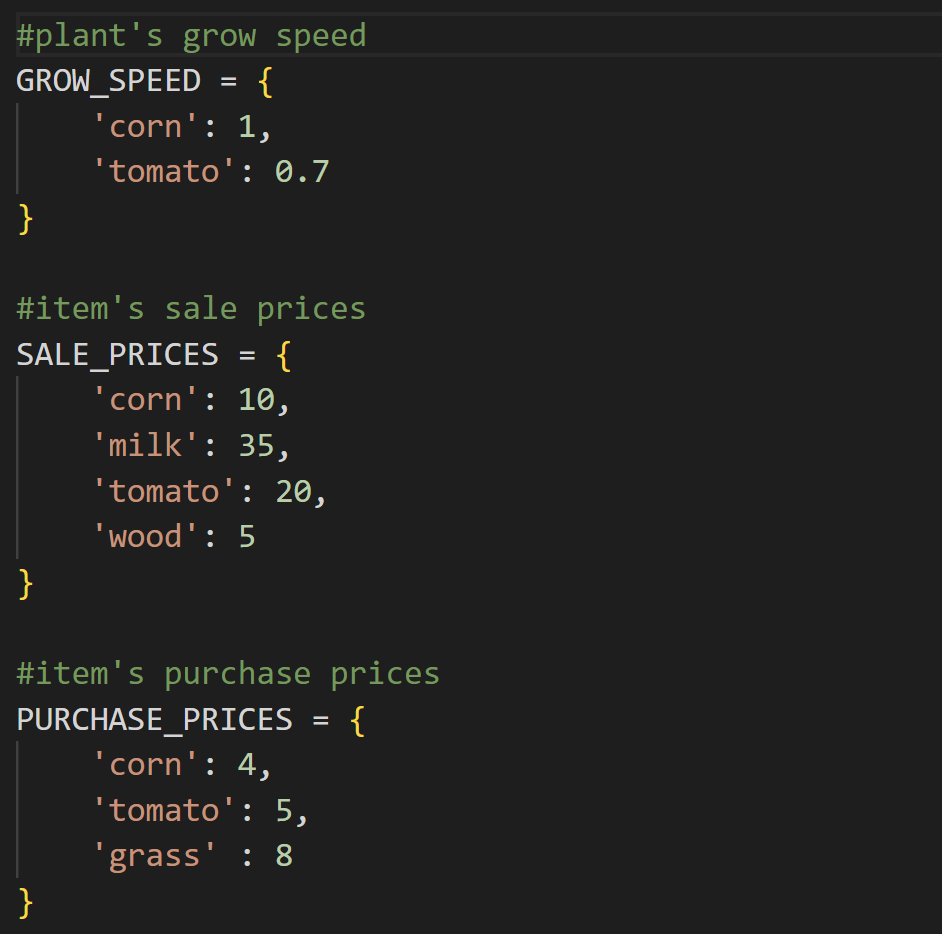 #plant's grow speed
GROW_SPEED = {
    'corn': 1,
    'tomato': 0.7
}
#item's sale prices
SALE_PRICES = {
    'corn': 10,
    'milk': 35,
    'tomato': 20,
    'wood': 5
}
#item's purchase prices
PURCHASE_PRICES = {
    'corn': 4,
    'tomato': 5,
    'grass' : 8
}